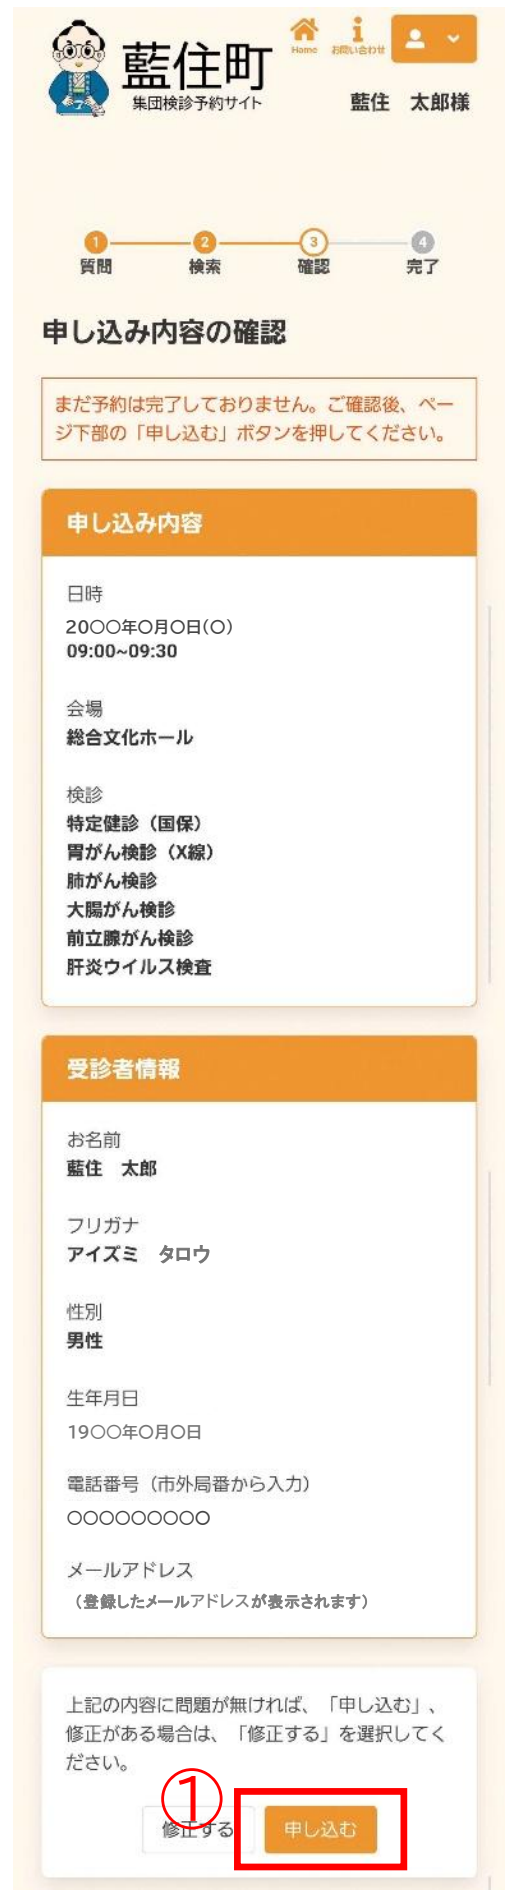 藍住町
集団検診予約サイト
Home
お問い合わせ
藍住　太郎様
1
2
3
4
質問
検索
確認
完了
申し込み内容の確認
まだ予約は完了しておりません。ご確認後、ペー
ジ下部の「申し込む」ボタンを押してください。
申し込み内容
日時
20〇〇年〇月〇日(〇)
09:00~09:30
会場
総合文化ホール
検診
特定健診（国保）
胃がん検診（X線）
肺がん検診
大腸がん検診
前立腺がん検診
肝炎ウイルス検査
受診者情報
お名前
藍住　太郎
フリガナ
アイズミ　タロウ
性別
男性
生年月日
19〇〇年〇月〇日
電話番号（市外局番から入力）
〇〇〇〇〇〇〇〇〇
メールアドレス
（登録したメールアドレスが表示されます）
上記の内容に問題が無ければ、「申し込む」、
修正がある場合は、「修正する」を選択してく
ださい。
①
修正する
申し込む